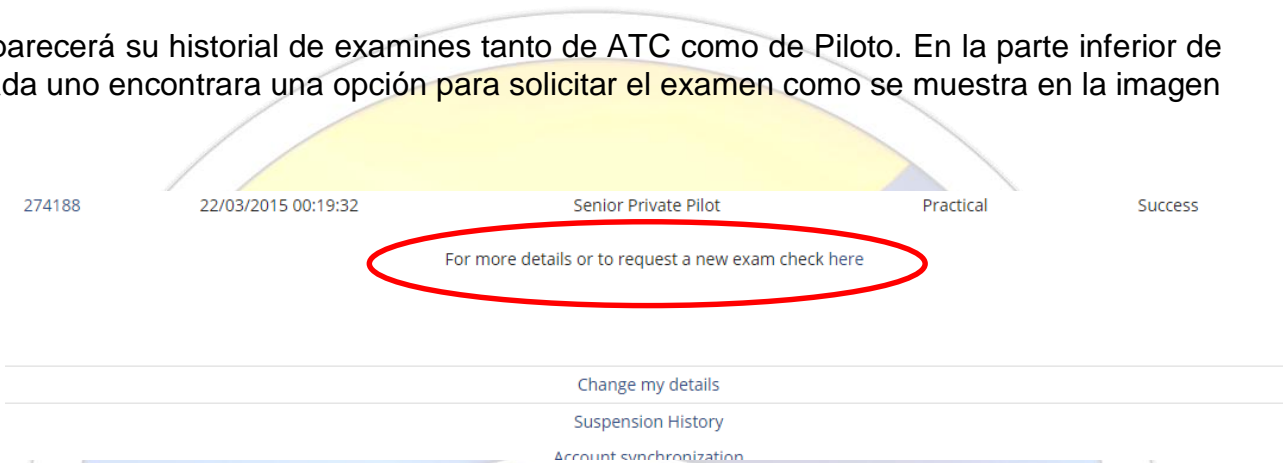 parecerá su historial de examines tanto de ATC como de Piloto. En la parte inferior de
da uno encontrara una opción para solicitar el examen como se muestra en la imagen
274188 22/03/2015 00:19:32 Senior Private Pilot Practical Success
For more details or to request a new exam check here
Change my details
Suspension History
Account synchronization